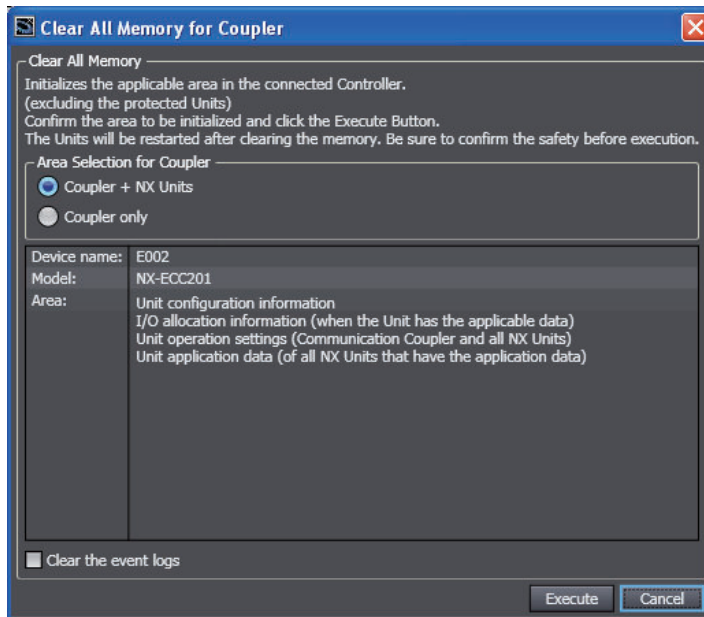 Clear All Memory for Coupler
Clear All Memory
Initializes the applicable area in the connected Controller.
(excluding the protected Units)
Confirm the area to be initialized and click the Execute Button.
The Units will be restarted after clearing the memory. Be sure to confirm the safety before execution.
Area Selection for Coupler
Coupler + NX Units
Coupler only
Device name: E002
Model: NX-ECC201
Area: Unit configuration information
I/O allocation information (when the Unit has the applicable data)
Unit operation settings (Communication Coupler and all NX Units)
Unit application data (of all NX Units that have the application data)
Clear the event logs
Execute Cancel